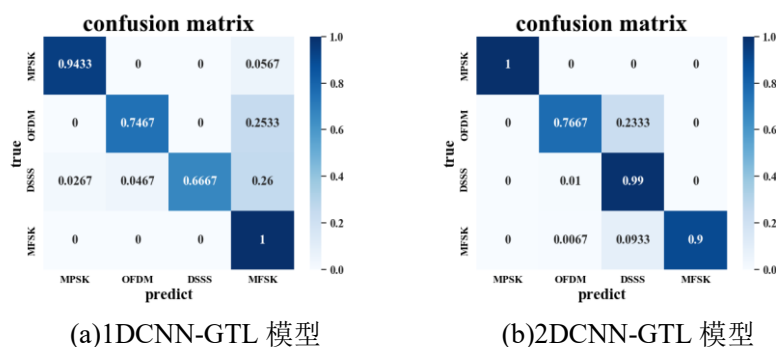 confusion matrix
MPSK
OFDM
DSSS
MFSK
true
0.9433 0 0 0.0567
0 0.7467 0 0.2533
0.0267 0.0467 0.6667 0.26
0 0 0 1
MPSK OFDM DSSS MFSK
predict
1.0
0.8
0.6
0.4
0.2
0.0
(a)1DCNN-GTL 模型
confusion matrix
MPSK
OFDM
DSSS
MFSK
true
1 0 0 0
0 0.7667 0.2333 0
0 0.01 0.99 0
0 0.0067 0.0933 0.9
MPSK OFDM DSSS MFSK
predict
1.0
0.8
0.6
0.4
0.2
0.0
(b)2DCNN-GTL 模型